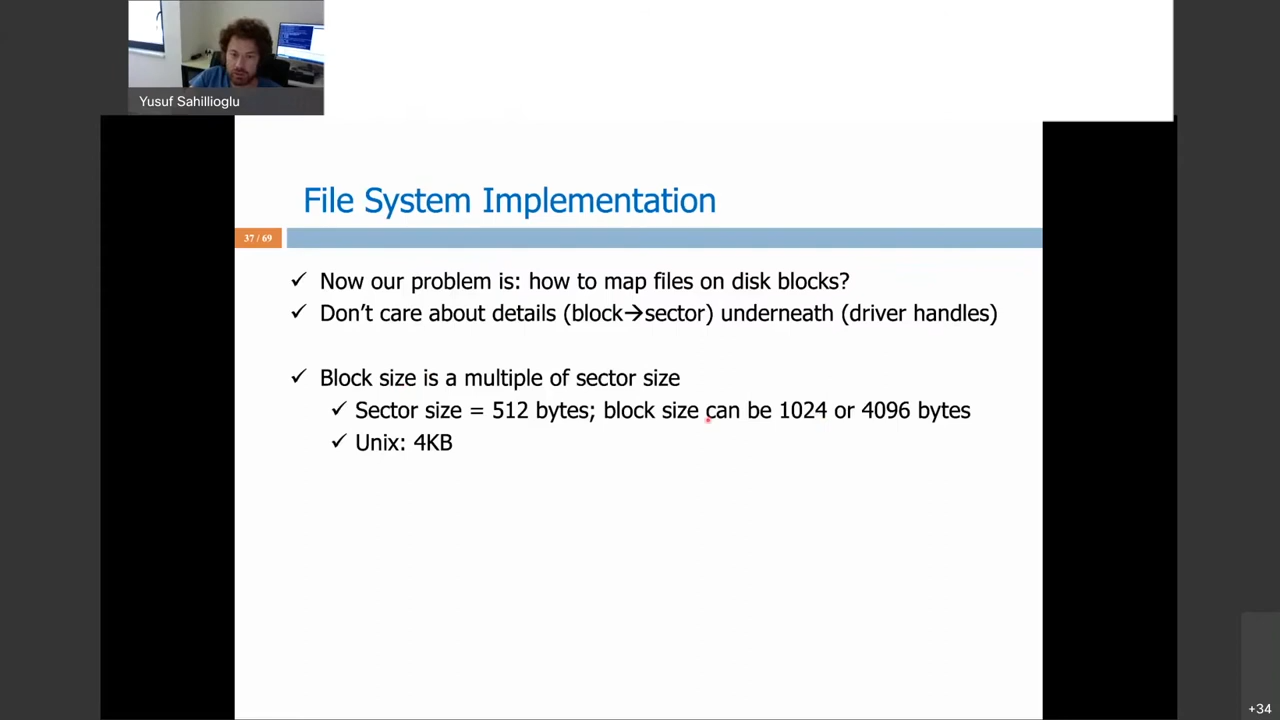 Yusuf Sahillioglu
File System Implementation
37 / 69
✓ Now our problem is: how to map files on disk blocks?
✓ Don't care about details (block→sector) underneath (driver handles)
✓ Block size is a multiple of sector size
✓ Sector size = 512 bytes; block size can be 1024 or 4096 bytes
✓ Unix: 4KB
+34